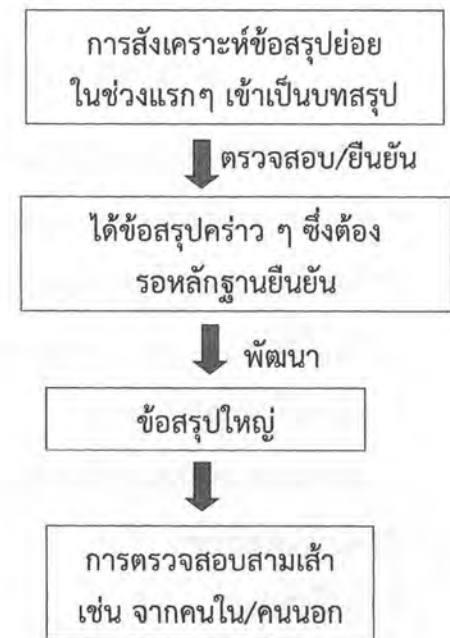 การสังเคราะห์ข้อสรุปย่อย
ในช่วงแรกๆ เข้าเป็นบทสรุป
ตรวจสอบ/ยืนยัน
ได้ข้อสรุปคร่าว ๆ ซึ่งต้อง
รอหลักฐานยืนยัน
พัฒนา
ข้อสรุปใหญ่
การตรวจสอบสามเส้า
เช่น จากคนใน/คนนอก